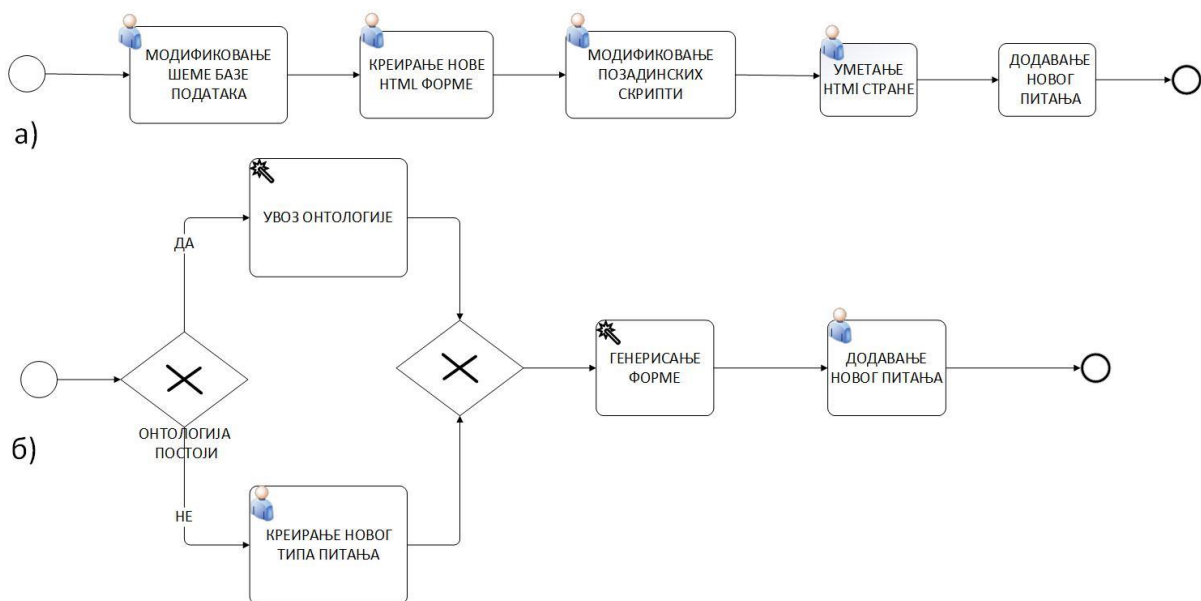 МОДИФИКОВАЊЕ
ШЕМЕ БАЗЕ
ПОДАТАКА
КРЕИРАЊЕ НОВЕ
HTML ФОРМЕ
МОДИФИКОВАЊЕ
ПОЗАДИНСКИХ
СКРИПТИ
УМЕТАЊЕ
HTMl СТРАНЕ
ДОДАВАЊЕ
НОВОГ
ПИТАЊА
а)
УВОЗ ОНТОЛОГИЈЕ
ДА
ГЕНЕРИСАЊЕ
ФОРМЕ
ДОДАВАЊЕ
НОВОГ ПИТАЊА
ОНТОЛОГИЈА
ПОСТОЈИ
б)
НЕ
КРЕИРАЊЕ НОВОГ
ТИПА ПИТАЊА